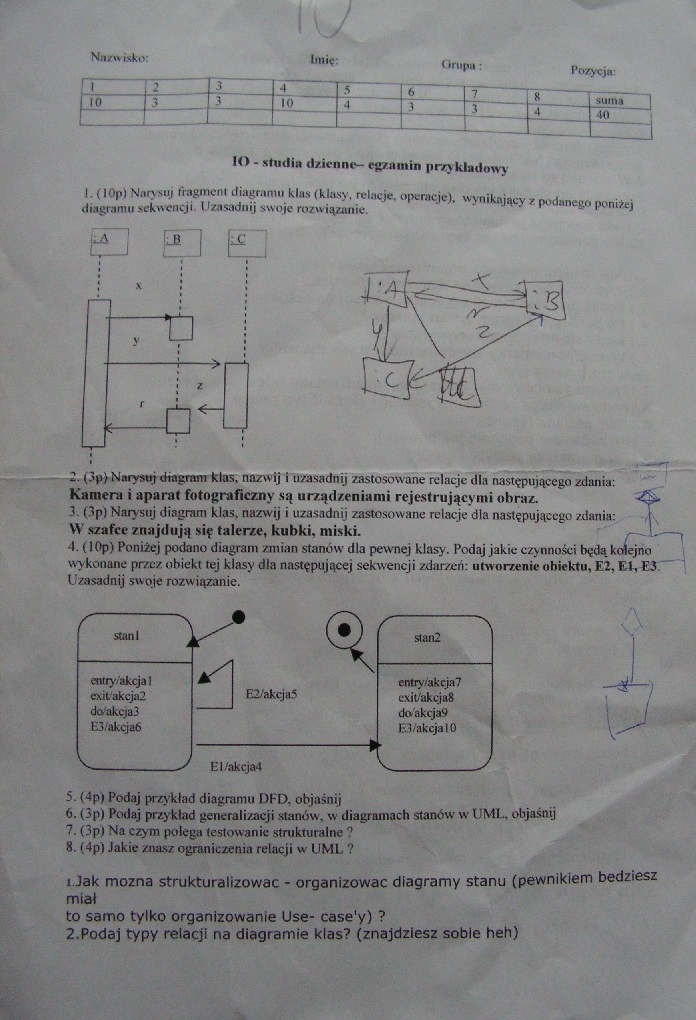 10
Nazwisko: Imię: Grupa : Pozycja:
1 2 3 4 5 6 7 8 suma
10 3 3 10 4 3 3 4 40
IO - studia dzienne– egzamin przykładowy
1. (10p) Narysuj fragment diagramu klas (klasy, relacje, operacje), wynikający z podanego poniżej
diagramu sekwencji. Uzasadnij swoje rozwiązanie.
: A : B : C
x
y
z
r
:A x :B
r
y z
:C
2. (3p) Narysuj diagram klas, nazwij i uzasadnij zastosowane relacje dla następującego zdania:
Kamera i aparat fotograficzny są urządzeniami rejestrującymi obraz.
3. (3p) Narysuj diagram klas, nazwij i uzasadnij zastosowane relacje dla następującego zdania:
W szafce znajdują się talerze, kubki, miski.
4. (10p) Poniżej podano diagram zmian stanów dla pewnej klasy. Podaj jakie czynności będą kolejno
wykonane przez obiekt tej klasy dla następującej sekwencji zdarzeń: utworzenie obiektu, E2, E1, E3.
Uzasadnij swoje rozwiązanie.
stan1 stan2
entry/akcja1 entry/akcja7
exit/akcja2 E2/akcja5 exit/akcja8
do/akcja3 do/akcja9
E3/akcja6 E3/akcja10
E1/akcja4
5. (4p) Podaj przykład diagramu DFD, objaśnij
6. (3p) Podaj przykład generalizacji stanów, w diagramach stanów w UML, objaśnij
7. (3p) Na czym polega testowanie strukturalne ?
8. (4p) Jakie znasz ograniczenia relacji w UML ?
1.Jak mozna strukturalizowac - organizowac diagramy stanu (pewnikiem bedziesz
miał
to samo tylko organizowanie Use- case'y) ?
2.Podaj typy relacji na diagramie klas? (znajdziesz sobie heh)